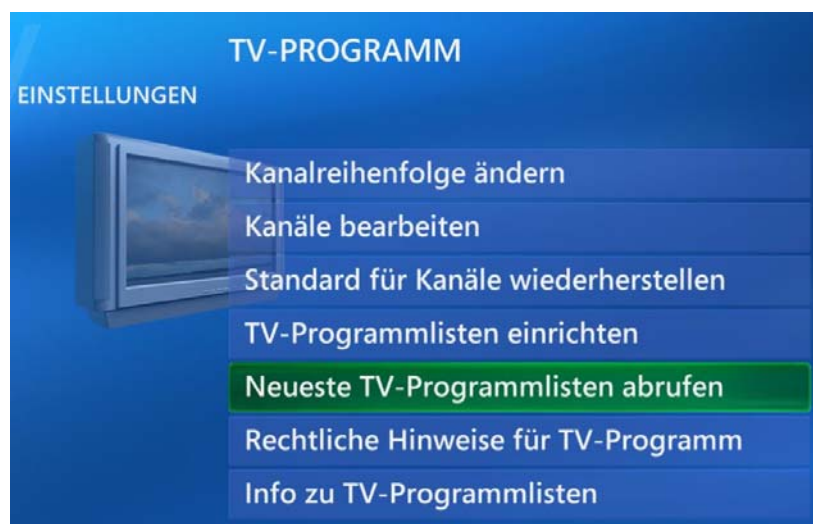 TV-PROGRAMM
EINSTELLUNGEN
Kanalreihenfolge ändern
Kanäle bearbeiten
Standard für Kanäle wiederherstellen
TV-Programmlisten einrichten
Neueste TV-Programmlisten abrufen
Rechtliche Hinweise für TV-Programm
Info zu TV-Programmlisten